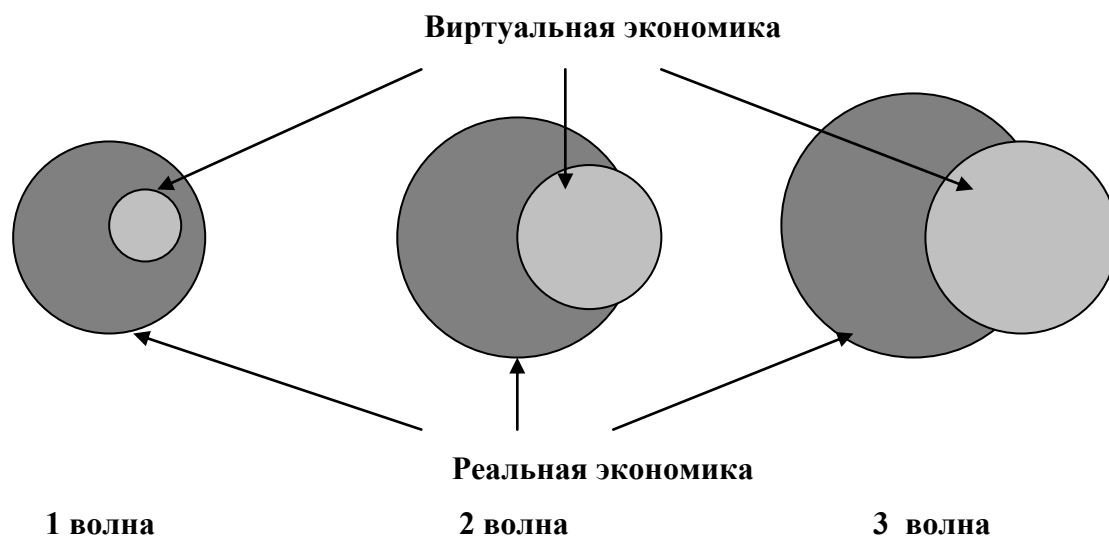 Виртуальная экономика
Реальная экономика
1 волна 2 волна 3 волна